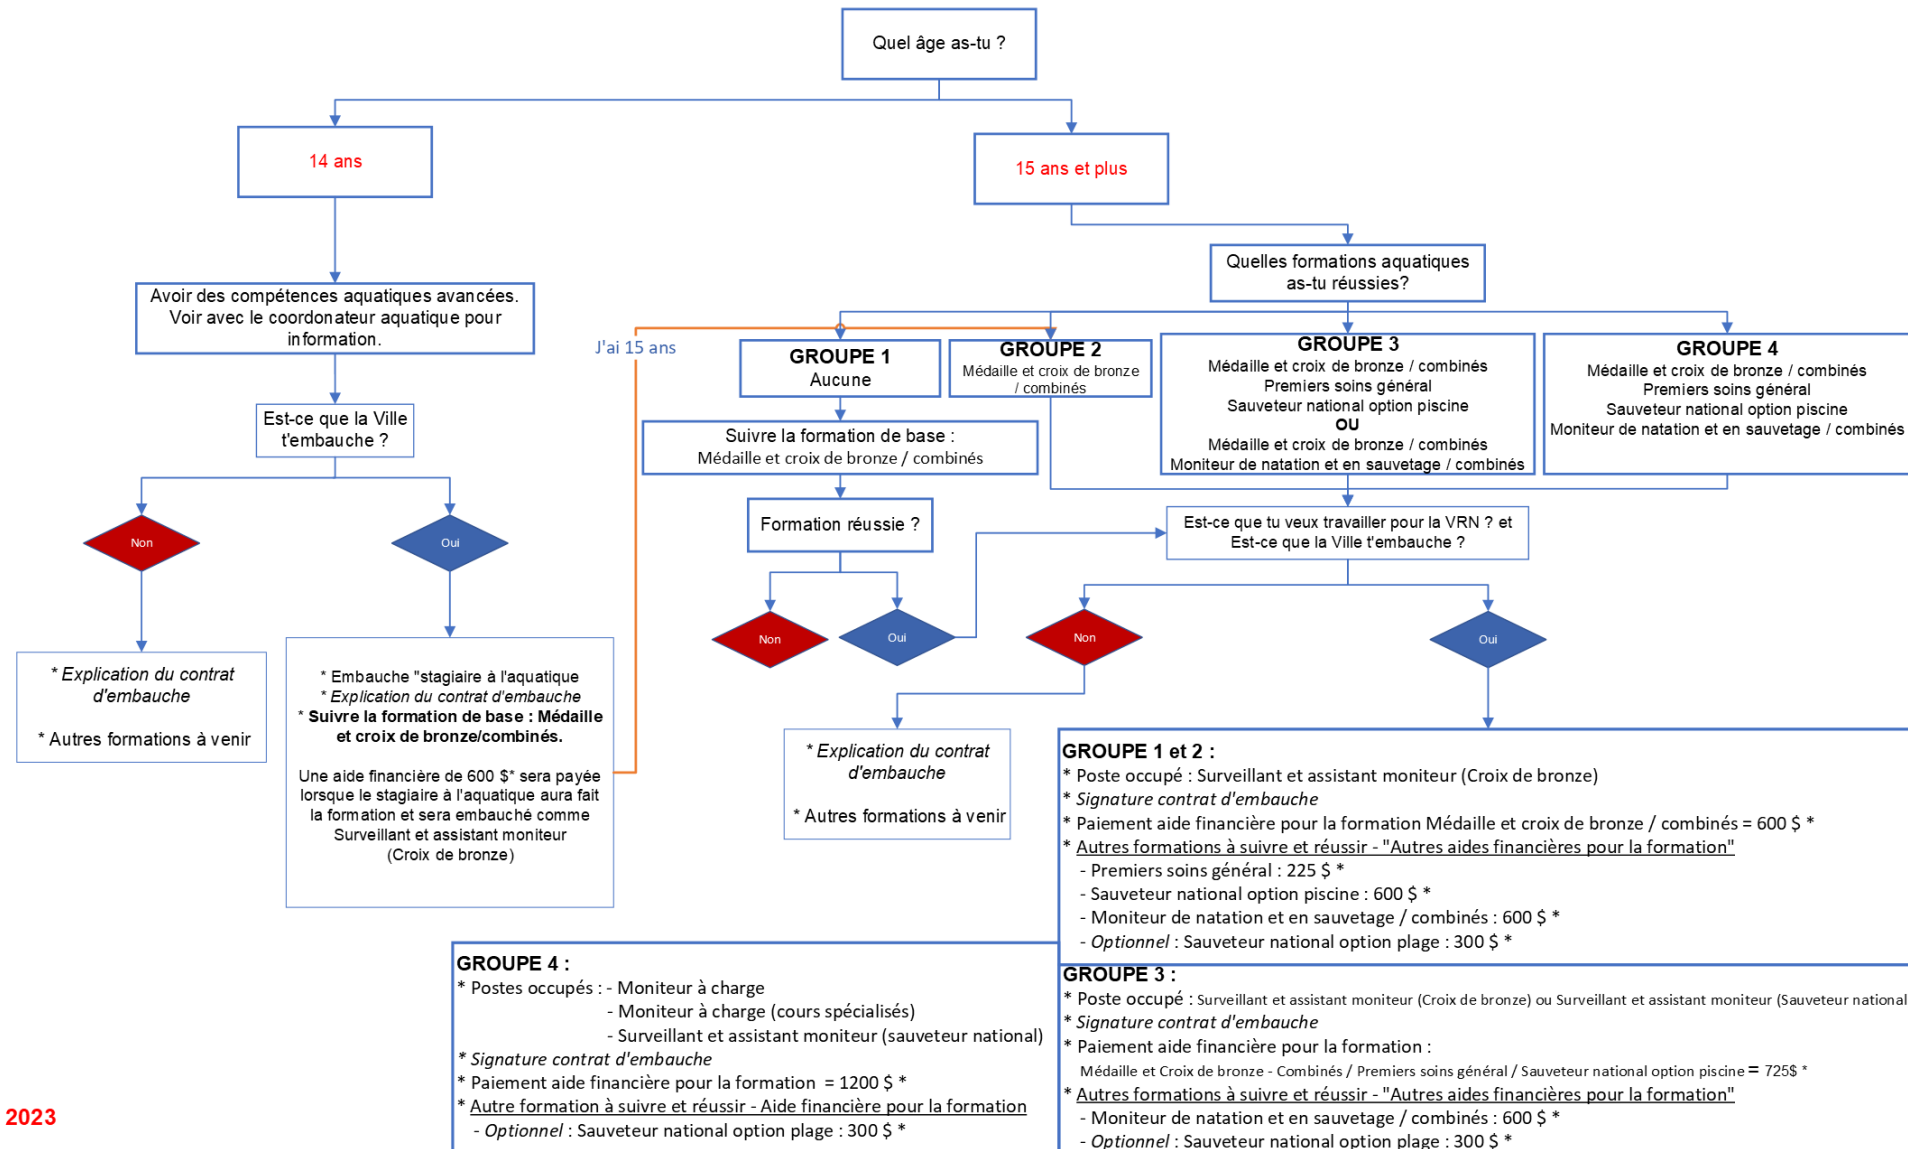 Quel âge as-tu ?
14 ans
15 ans et plus
Quelles formations aquatiques
as-tu réussies?
Avoir des compétences aquatiques avancées.
Voir avec le coordonateur aquatique pour
information.
J'ai 15 ans
GROUPE 1
Aucune
GROUPE 2
Médaille et croix de bronze
/ combinés
GROUPE 3
Médaille et croix de bronze / combinés
Premiers soins général
Sauveteur national option piscine
OU
Médaille et croix de bronze / combinés
Moniteur de natation et en sauvetage / combinés
GROUPE 4
Médaille et croix de bronze / combinés
Premiers soins général
Sauveteur national option piscine
Moniteur de natation et en sauvetage / combinés
Est-ce que la Ville
t'embauche ?
Suivre la formation de base :
Médaille et croix de bronze / combinés
Formation réussie ?
Est-ce que tu veux travailler pour la VRN ? et
Est-ce que la Ville t'embauche ?
Non
Oui
Non
Oui
Non
Oui
* Explication du contrat
d'embauche
* Autres formations à venir
* Embauche "stagiaire à l'aquatique
* Explication du contrat d'embauche
* Suivre la formation de base : Médaille
et croix de bronze/combinés.
Une aide financière de 600 $* sera payée
lorsque le stagiaire à l'aquatique aura fait
la formation et sera embauché comme
Surveillant et assistant moniteur
(Croix de bronze)
* Explication du contrat
d'embauche
* Autres formations à venir
GROUPE 1 et 2 :
* Poste occupé : Surveillant et assistant moniteur (Croix de bronze)
* Signature contrat d'embauche
* Paiement aide financière pour la formation Médaille et croix de bronze / combinés = 600 $ *
* Autres formations à suivre et réussir - "Autres aides financières pour la formation"
- Premiers soins général : 225 $ *
- Sauveteur national option piscine : 600 $ *
- Moniteur de natation et en sauvetage / combinés : 600 $ *
- Optionnel : Sauveteur national option plage : 300 $ *
GROUPE 4 :
* Postes occupés : - Moniteur à charge
- Moniteur à charge (cours spécialisés)
- Surveillant et assistant moniteur (sauveteur national)
* Signature contrat d'embauche
* Paiement aide financière pour la formation = 1200 $ *
* Autre formation à suivre et réussir - Aide financière pour la formation
- Optionnel : Sauveteur national option plage : 300 $ *
GROUPE 3 :
* Poste occupé : Surveillant et assistant moniteur (Croix de bronze) ou Surveillant et assistant moniteur (Sauveteur national
* Signature contrat d'embauche
* Paiement aide financière pour la formation :
Médaille et Croix de bronze - Combinés / Premiers soins général / Sauveteur national option piscine = 725$ *
* Autres formations à suivre et réussir - "Autres aides financières pour la formation"
- Moniteur de natation et en sauvetage / combinés : 600 $ *
- Optionnel : Sauveteur national option plage : 300 $ *
2023